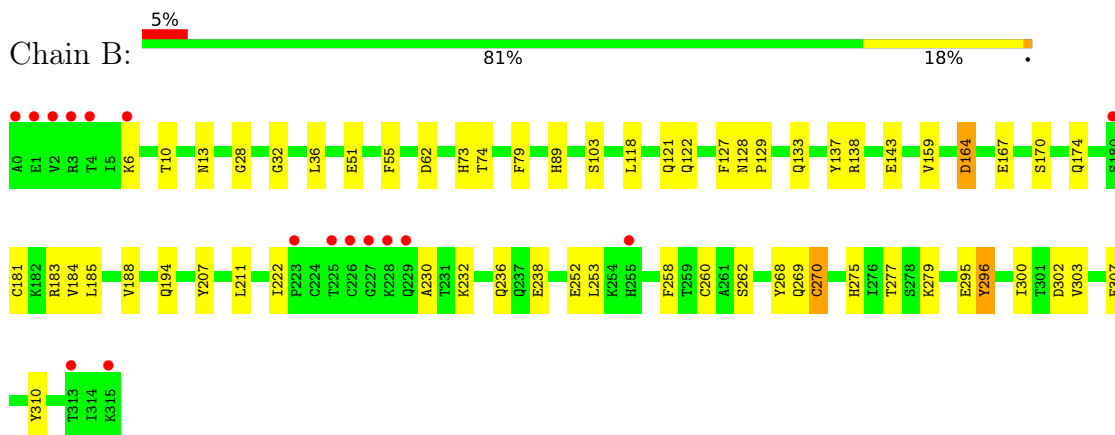 5%
Chain B:
81% 18% •
A0 E1 V2 R3 T4 I5 K6 T10 N13 G28 G32 L36 E51 F55 D62 H73 T74 F79 H89 S103 L118 Q121 Q122 F127 N128 P129 Q133 Y137 R138 E143 V159 D164 E167 S170 Q174 S180
C181 K182 R183 V184 L185 V188 Q194 Y207 L211 I222 P223 C224 T225 C226 G227 K228 Q229 A230 T231 K232 Q236 Q237 E238 E252 L253 K254 H255 F258 T259 C260 A261 S262 Y268 Q269 C270 H275 I276 T277 S278 K279 E295 Y296 I300 T301 D302 V303
Y310 T313 I314 K315